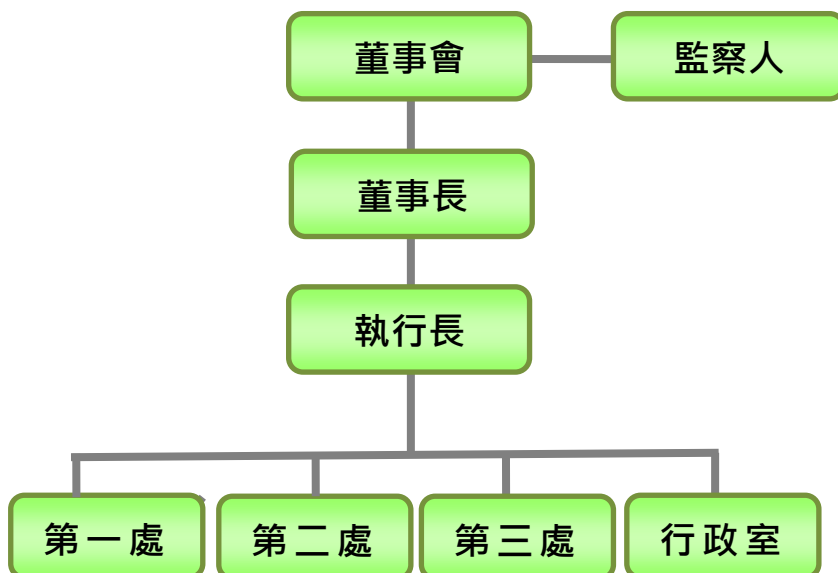 董事會
監察人
董事長
執行長
第一處
第二處
第三處
行政室